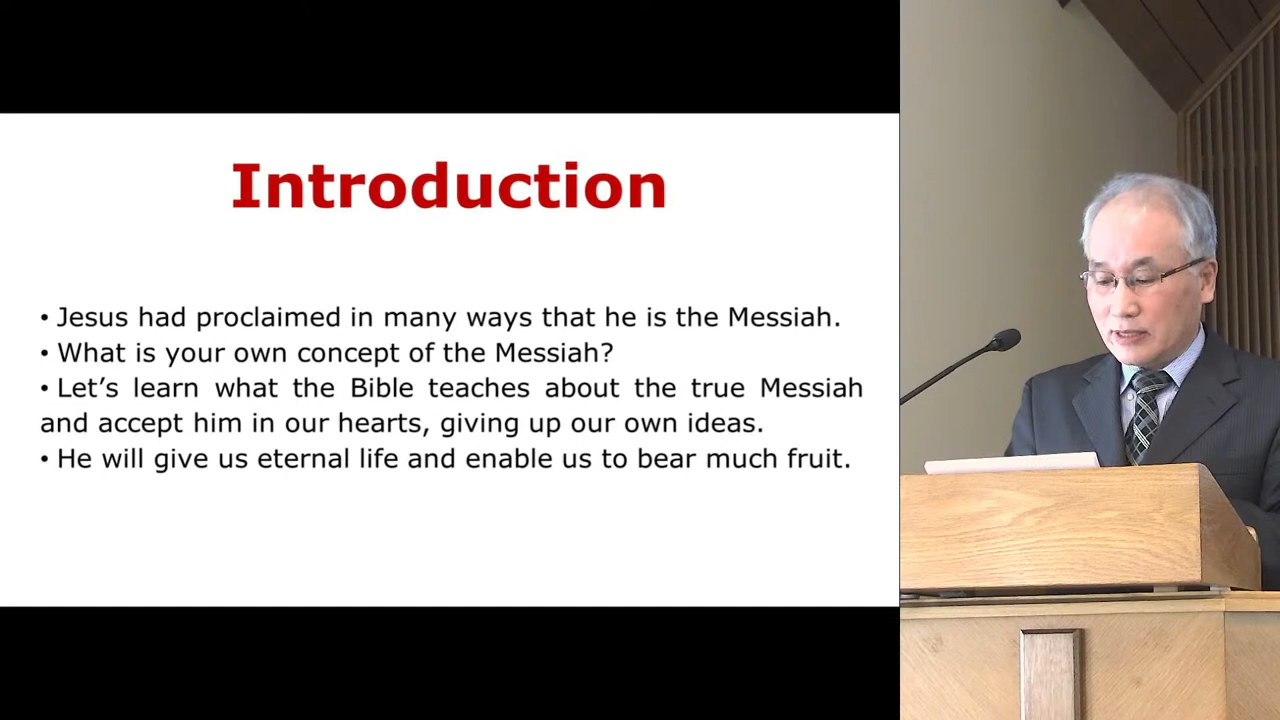 Introduction
• Jesus had proclaimed in many ways that he is the Messiah.
• What is your own concept of the Messiah?
• Let’s learn what the Bible teaches about the true Messiah
and accept him in our hearts, giving up our own ideas.
• He will give us eternal life and enable us to bear much fruit.